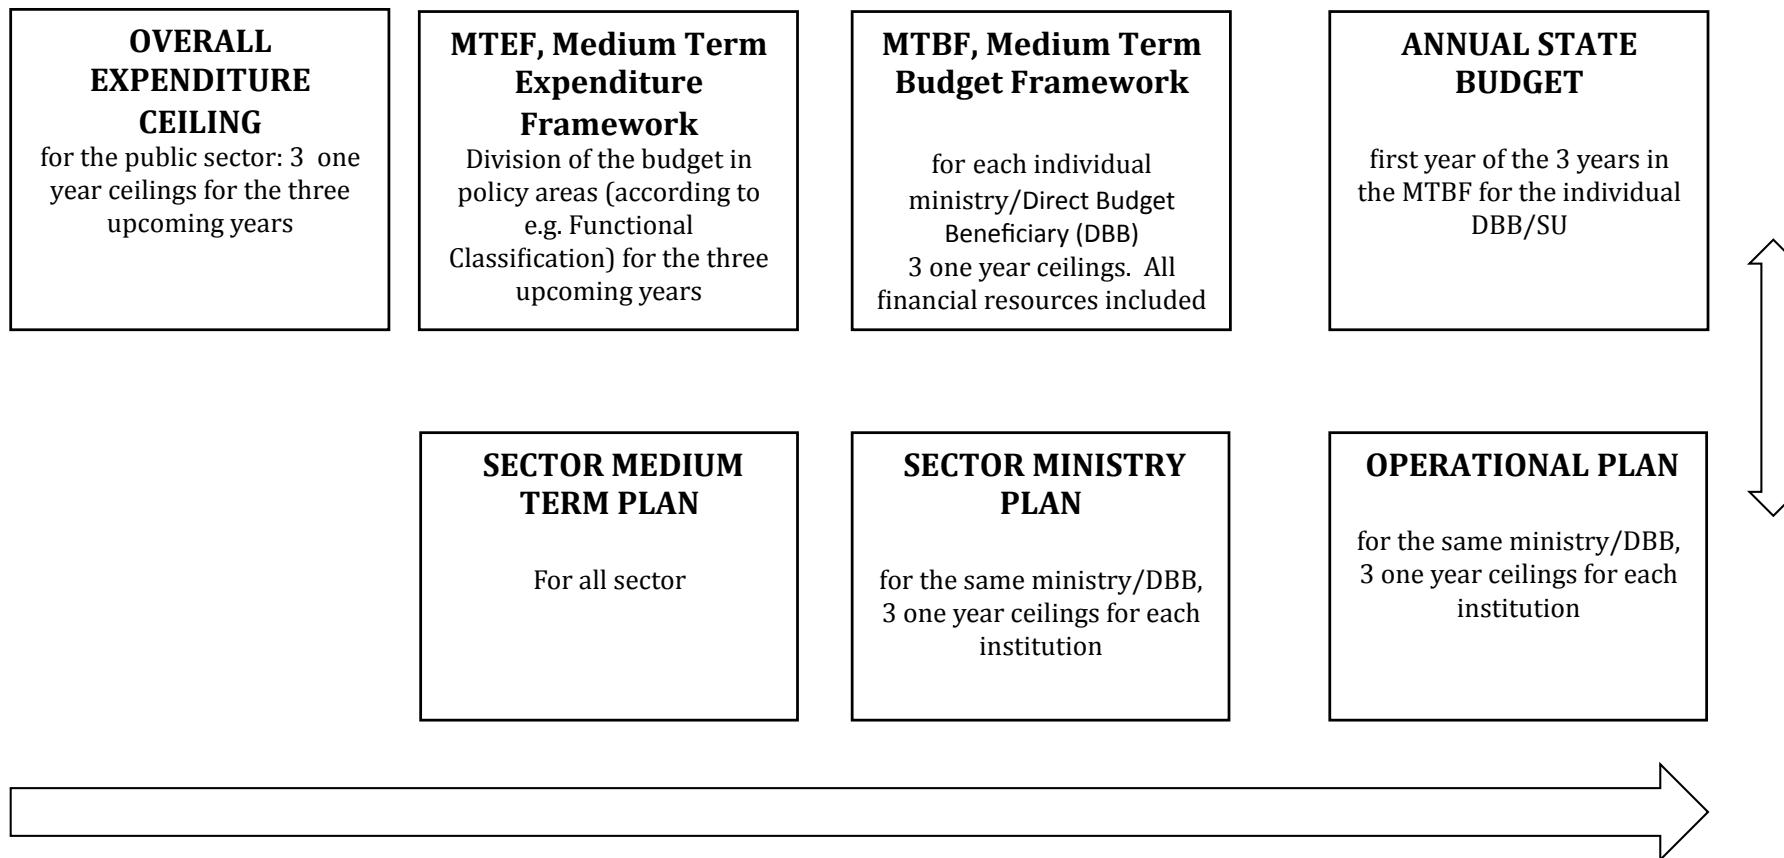 OVERALL
EXPENDITURE
CEILING
for the public sector: 3 one
year ceilings for the three
upcoming years
MTEF, Medium Term
Expenditure
Framework
Division of the budget in
policy areas (according to
e.g. Functional
Classification) for the three
upcoming years
MTBF, Medium Term
Budget Framework
for each individual
ministry/Direct Budget
Beneficiary (DBB)
3 one year ceilings. All
financial resources included
ANNUAL STATE
BUDGET
first year of the 3 years in
the MTBF for the individual
DBB/SU
SECTOR MEDIUM
TERM PLAN
For all sector
SECTOR MINISTRY
PLAN
for the same ministry/DBB,
3 one year ceilings for each
institution
OPERATIONAL PLAN
for the same ministry/DBB,
3 one year ceilings for each
institution